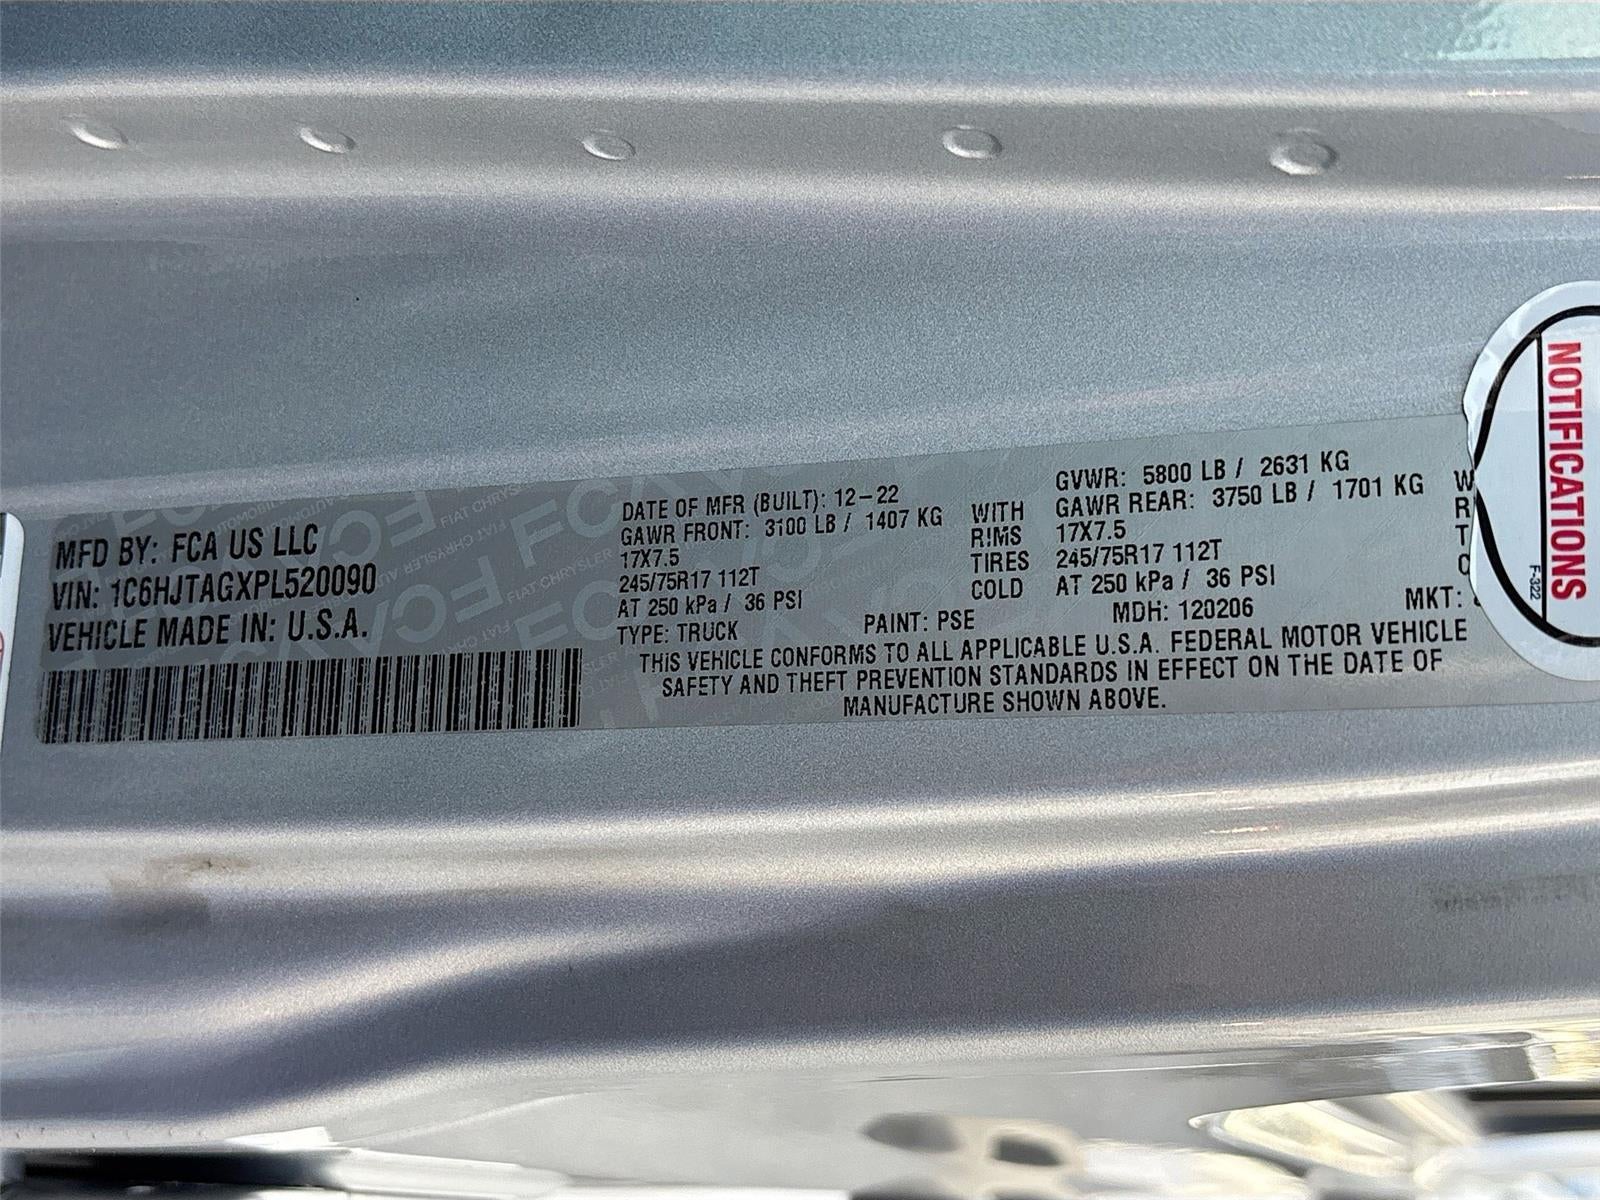 MFD BY: FCA US LLC
VIN: 1C6HJTAGXPL520090
VEHICLE MADE IN: U.S.A.
DATE OF MFR (BUILT): 12-22
GVWR: 5800 LB / 2631 KG
GAWR FRONT: 3100 LB / 1407 KG WITH GAWR REAR: 3750 LB / 1701 KG W
17X7.5 RIMS 17X7.5 R
245/75R17 112T TIRES 245/75R17 112T T
AT 250 kPa / 36 PSI COLD AT 250 kPa / 36 PSI C
TYPE: TRUCK PAINT: PSE MDH: 120206 MKT:
THIS VEHICLE CONFORMS TO ALL APPLICABLE U.S.A. FEDERAL MOTOR VEHICLE
SAFETY AND THEFT PREVENTION STANDARDS IN EFFECT ON THE DATE OF
MANUFACTURE SHOWN ABOVE.
NOTIFICATIONS
F-322